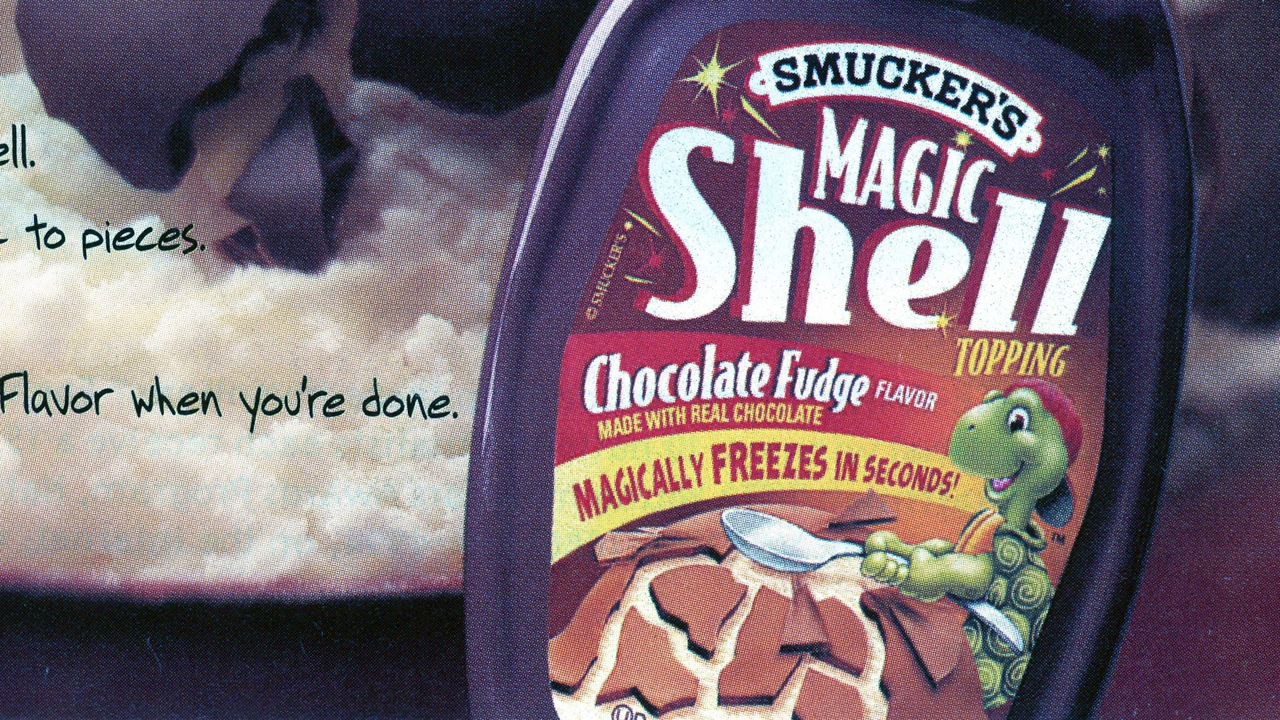 ell.
to pieces.
Flavor when you're done.
SMUCKER'S
MAGIC
Shell
TOPPING
© SMUCKER'S
Chocolate Fudge FLAVOR
MADE WITH REAL CHOCOLATE
MAGICALLY FREEZES IN SECONDS!
TM